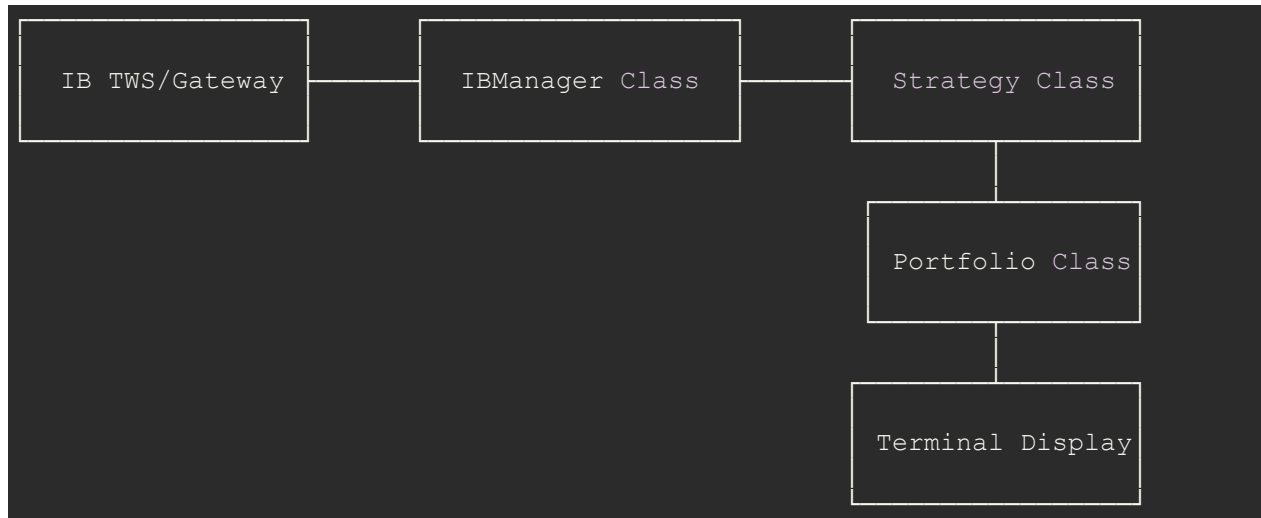 IB TWS/Gateway IBManager Class Strategy Class
Portfolio Class
Terminal Display